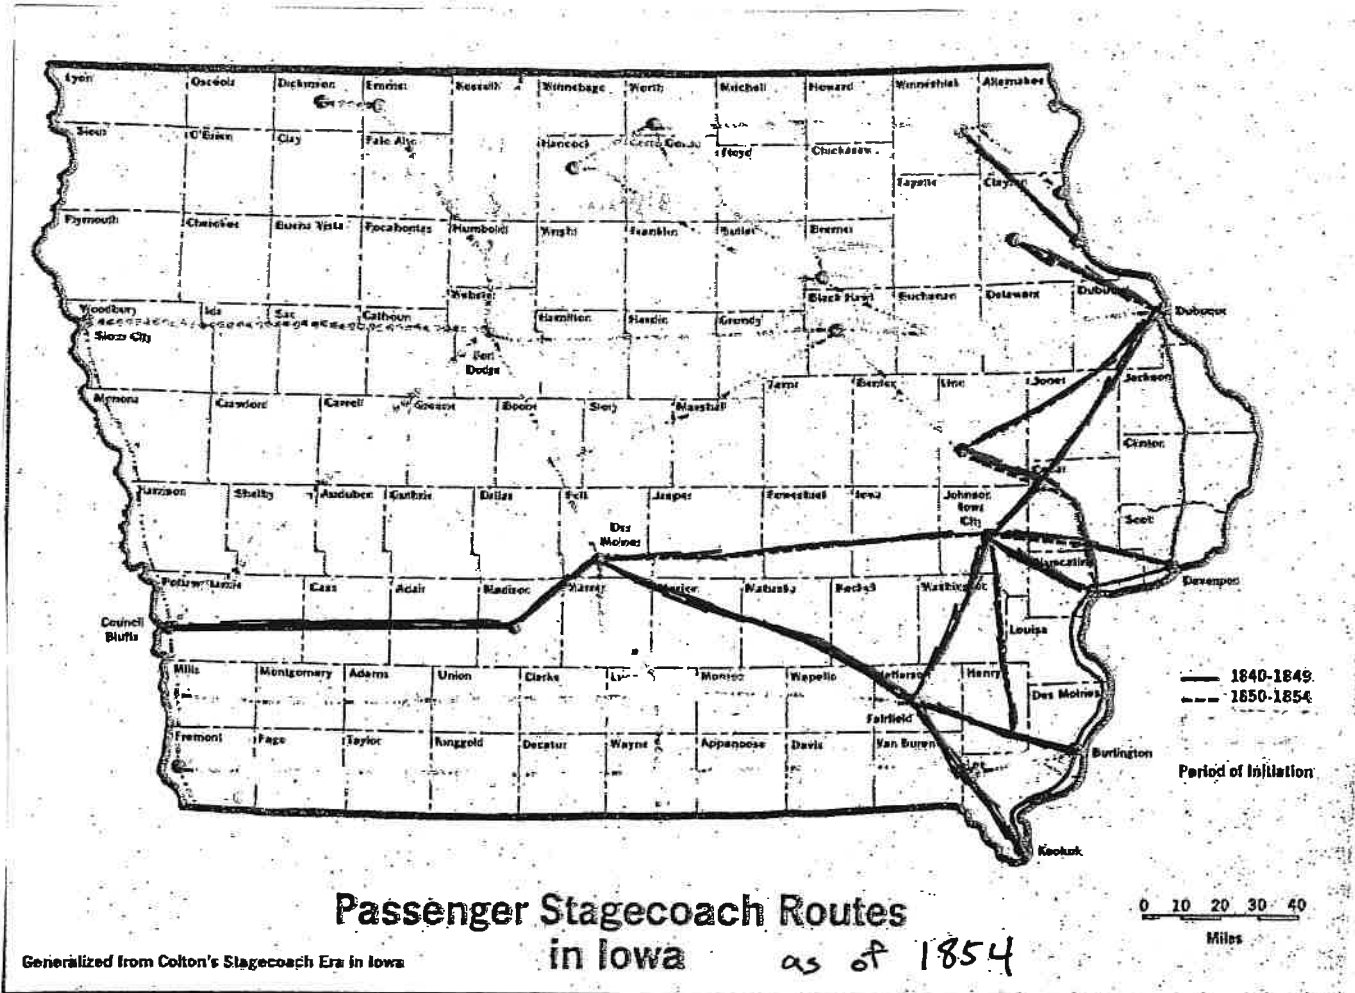 Lyon Osceola Dickinson Emmet Kossuth Winnebago Worth Mitchell Howard Winneshiek Allamakee
Sioux O'Brien Clay Palo Alto Hancock Cerro Gordo Floyd Chickasaw
Fayette Clayton
Plymouth Cherokee Buena Vista Pocahontas Humboldt Wright Franklin Butler Bremer
Woodbury Ida Sac Calhoun Webster Hamilton Hardin Grundy Black Hawk Buchanan Delaware Dubuque
Sioux City
Dubuque
Fort
Dodge
Monona Crawford Carroll Greene Boone Story Marshall Tama Benton Linn Jones Jackson
Clinton
Cedar
Harrison Shelby Audubon Guthrie Dallas Polk Jasper Poweshiek Iowa Johnson
Iowa
City
Scott
Des
Moines
Muscatine
Davenport
Cass Adair Madison Warren Marion Mahaska Keokuk Washington
Council
Bluffs
Louisa
Mills Montgomery Adams Union Clarke Monroe Wapello Jefferson Henry
Des Moines
Fairfield
Fremont Page Taylor Ringgold Decatur Wayne Appanoose Davis Van Buren Lee
Burlington
Keokuk
1840-1849
1850-1854
Period of Initiation
Passenger Stagecoach Routes
in Iowa as of 1854
0 10 20 30 40
Miles
Generalized from Colton's Stagecoach Era in Iowa